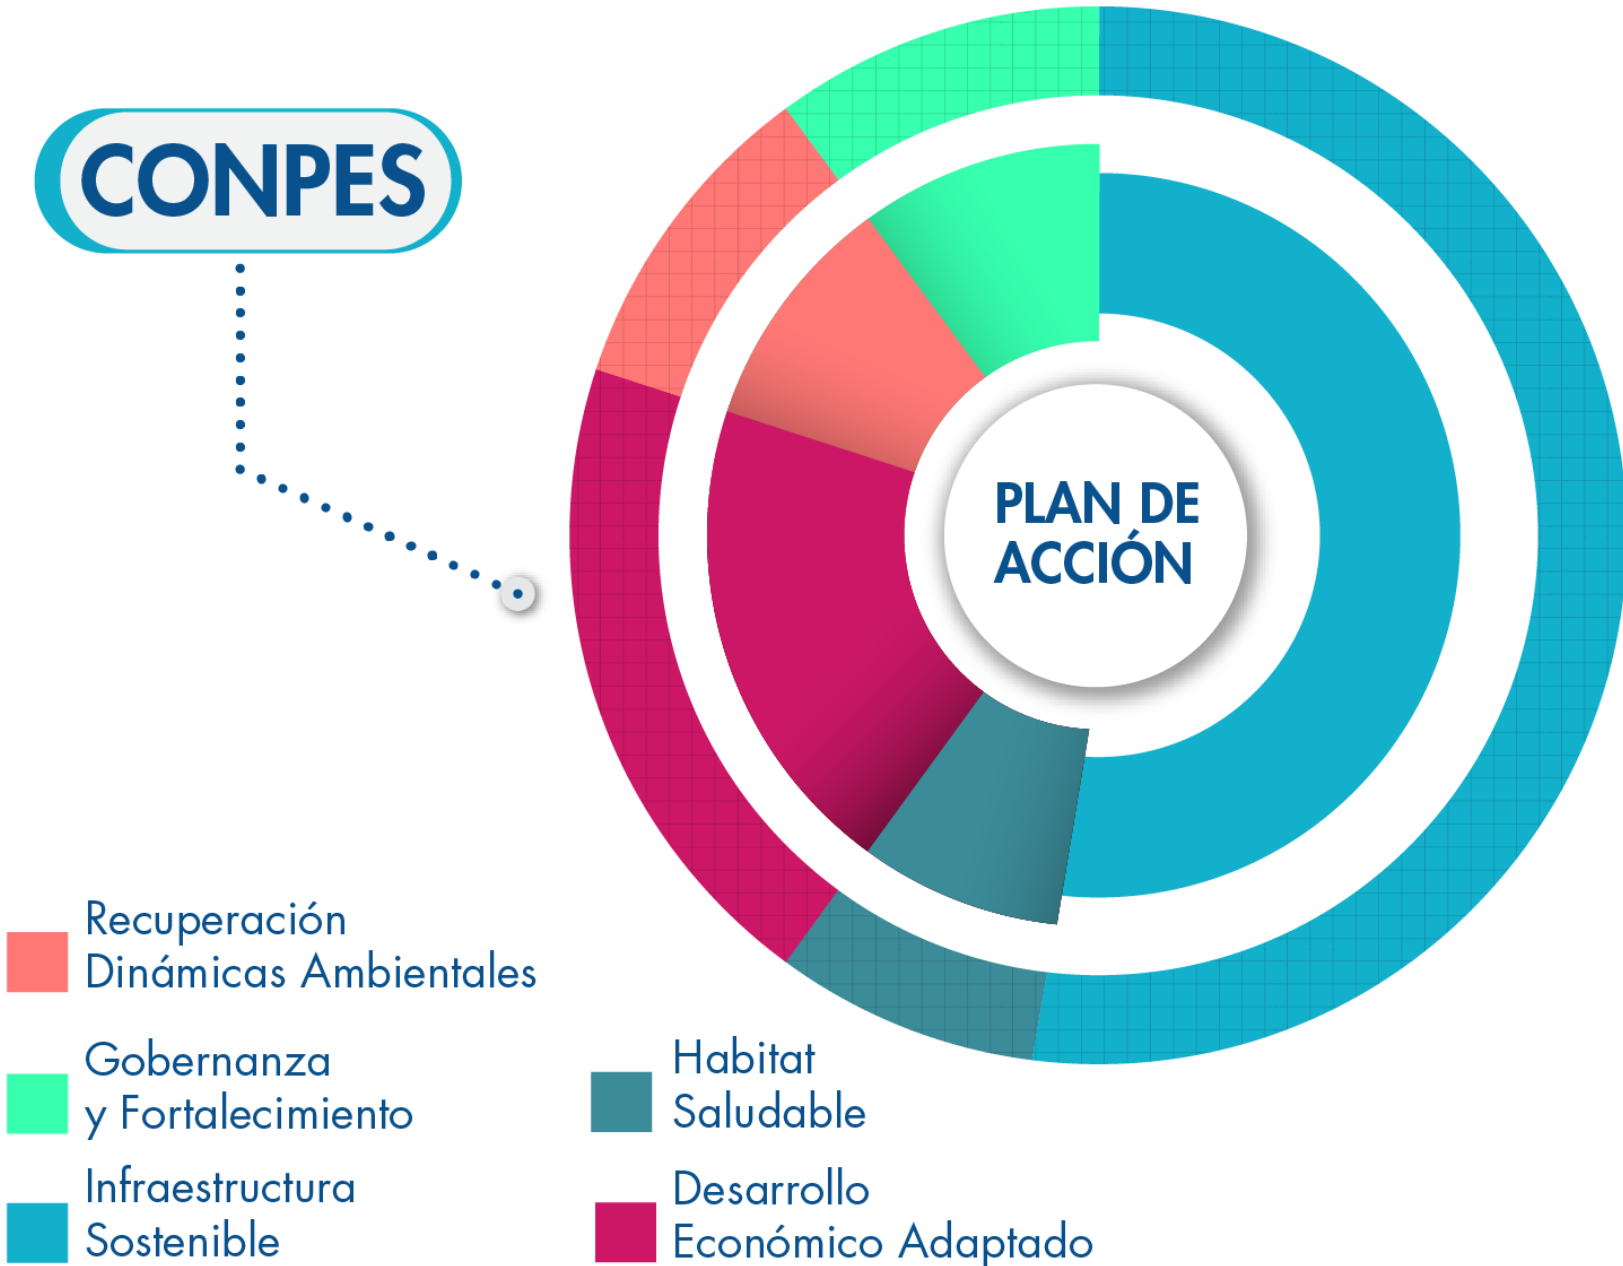 CONPES
PLAN DE
ACCIÓN
Recuperación
Dinámicas Ambientales
Gobernanza
y Fortalecimiento
Infraestructura
Sostenible
Habitat
Saludable
Desarrollo
Económico Adaptado